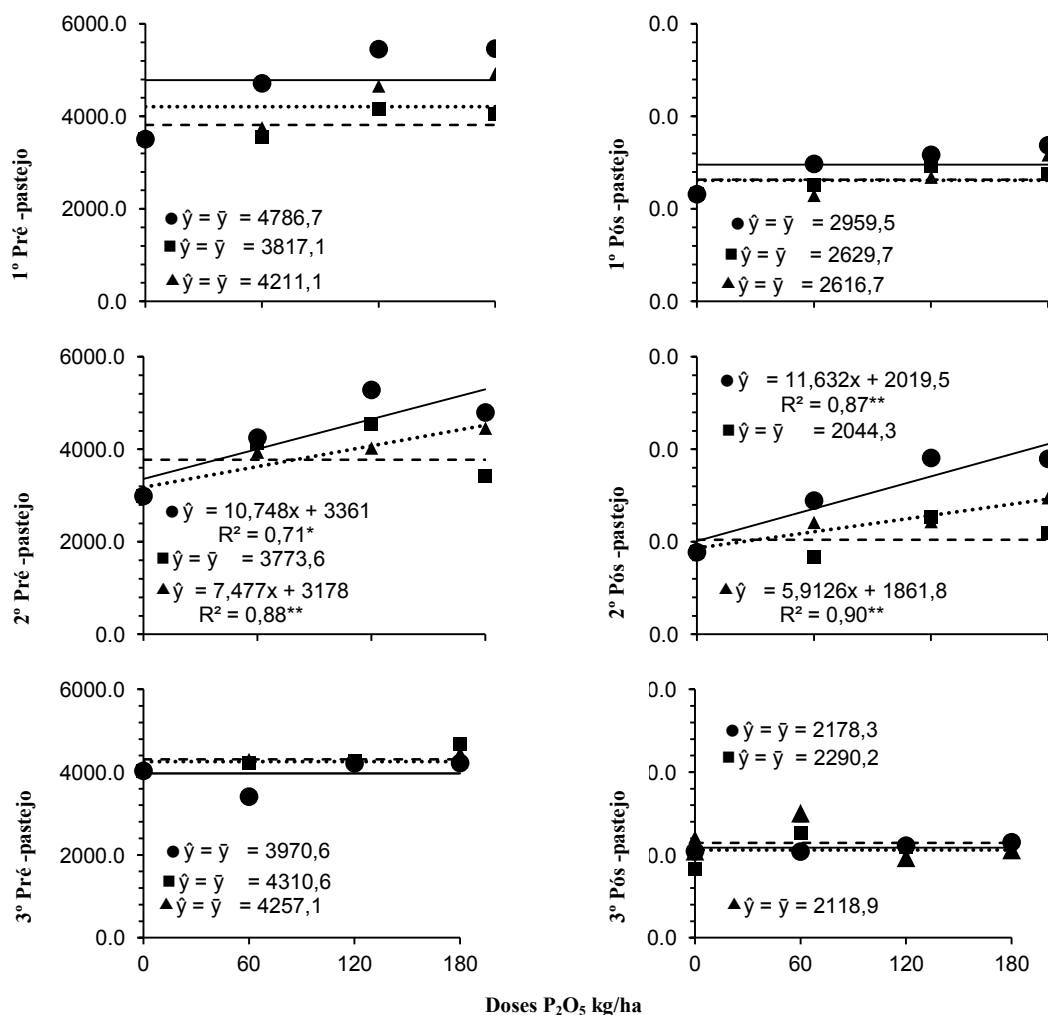 6000.0
4000.0
2000.0
0.0
1º Pré -pastejo
ŷ = ȳ = 4786,7
ŷ = ȳ = 3817,1
ŷ = ȳ = 4211,1
0.0
0.0
0.0
0.0
1º Pós -pastejo
ŷ = ȳ = 2959,5
ŷ = ȳ = 2629,7
ŷ = ȳ = 2616,7
6000.0
4000.0
2000.0
0.0
2º Pré -pastejo
ŷ = 10,748x + 3361
R² = 0,71*
ŷ = ȳ = 3773,6
ŷ = 7,477x + 3178
R² = 0,88**
0.0
0.0
0.0
0.0
2º Pós -pastejo
ŷ = 11,632x + 2019,5
R² = 0,87**
ŷ = ȳ = 2044,3
ŷ = 5,9126x + 1861,8
R² = 0,90**
6000.0
4000.0
2000.0
0.0
3º Pré -pastejo
ŷ = ȳ = 3970,6
ŷ = ȳ = 4310,6
ŷ = ȳ = 4257,1
0 60 120 180
0.0
0.0
0.0
0.0
3º Pós -pastejo
ŷ = ȳ = 2178,3
ŷ = ȳ = 2290,2
ŷ = ȳ = 2118,9
0 60 120 180
Doses P₂O₅ kg/ha